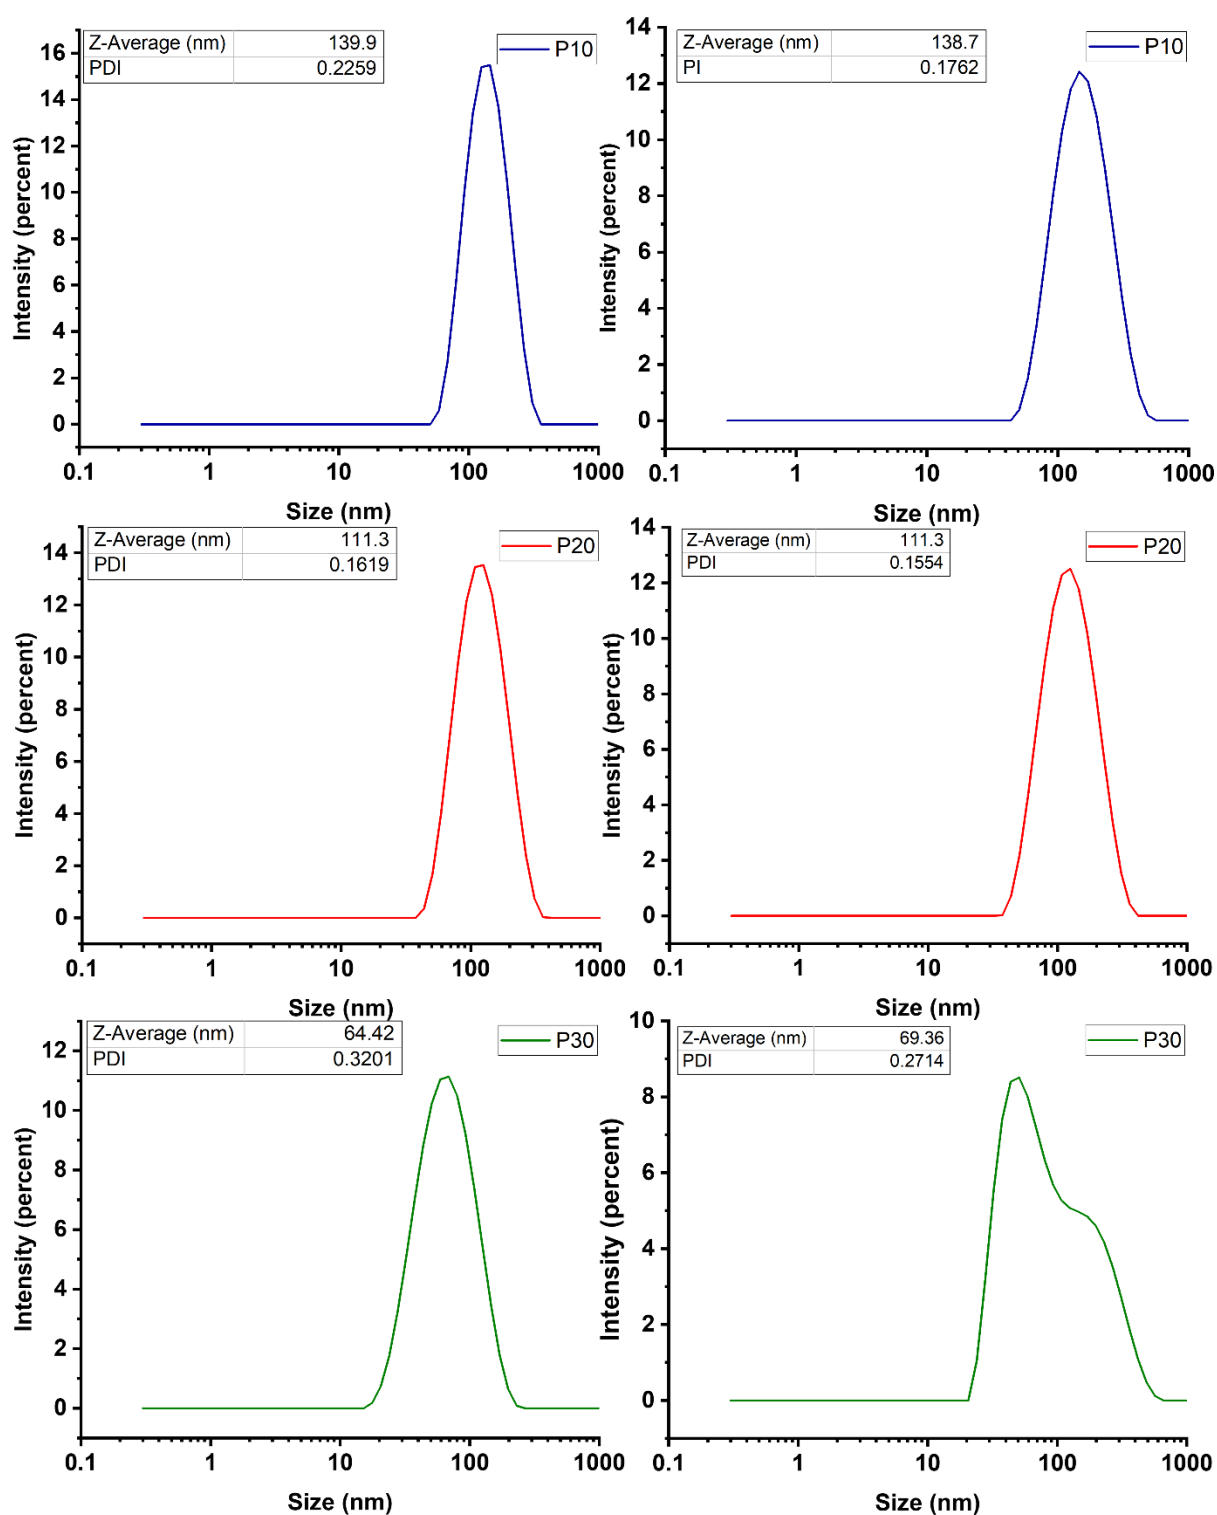 Z-Average (nm) 139.9
PDI 0.2259
P10
16
14
12
10
8
6
4
2
0
Intensity (percent)
0.1 1 10 100 1000
Size (nm)
Z-Average (nm) 138.7
PI 0.1762
P10
14
12
10
8
6
4
2
0
Intensity (percent)
0.1 1 10 100 1000
Size (nm)
Z-Average (nm) 111.3
PDI 0.1619
P20
14
12
10
8
6
4
2
0
Intensity (percent)
0.1 1 10 100 1000
Size (nm)
Z-Average (nm) 111.3
PDI 0.1554
P20
14
12
10
8
6
4
2
0
Intensity (percent)
0.1 1 10 100 1000
Size (nm)
Z-Average (nm) 64.42
PDI 0.3201
P30
12
10
8
6
4
2
0
Intensity (percent)
0.1 1 10 100 1000
Size (nm)
Z-Average (nm) 69.36
PDI 0.2714
P30
10
8
6
4
2
0
Intensity (percent)
0.1 1 10 100 1000
Size (nm)